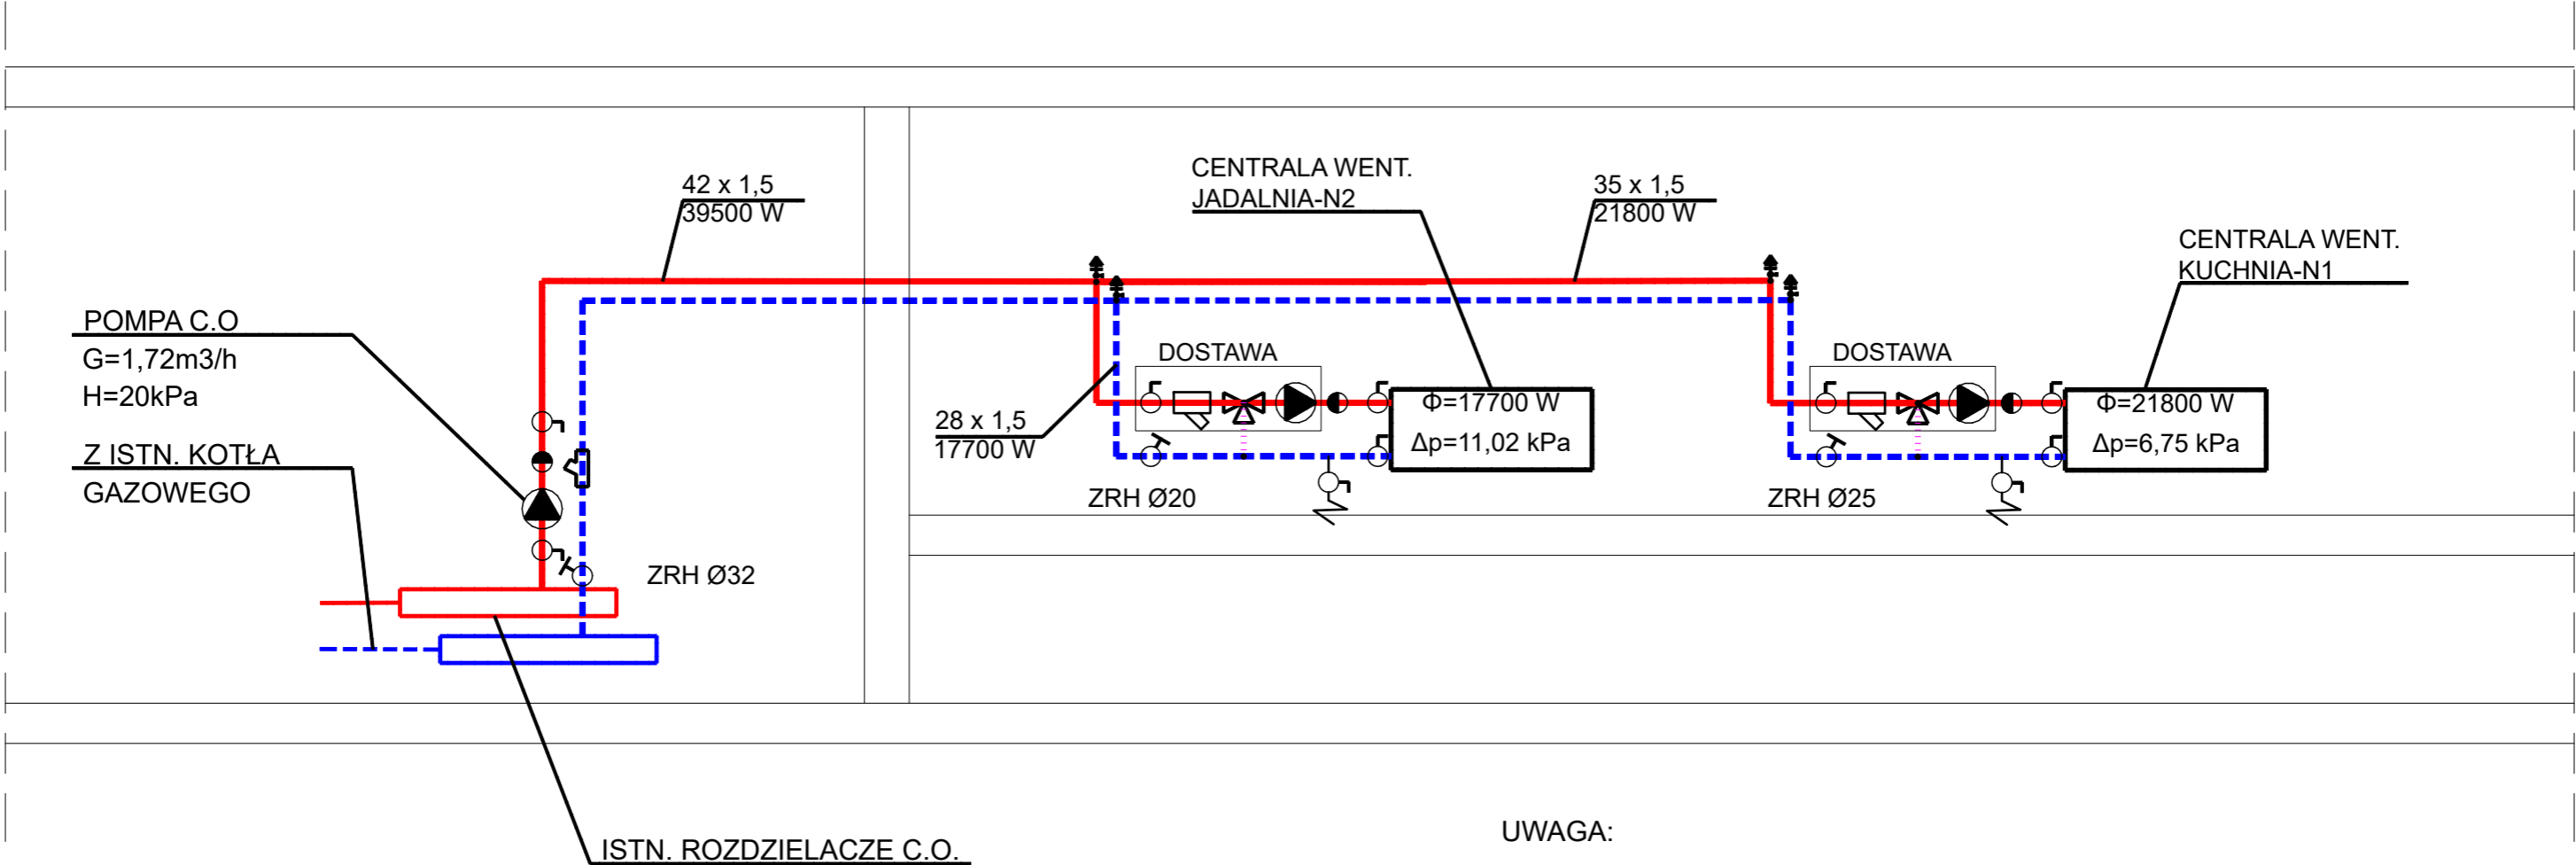 CENTRALA WENT.
JADALNIA-N2
42 x 1,5
39500 W
35 x 1,5
21800 W
CENTRALA WENT.
KUCHNIA-N1
POMPA C.O
G=1,72m3/h
H=20kPa
DOSTAWA
DOSTAWA
28 x 1,5
17700 W
Φ=17700 W
Δp=11,02 kPa
Φ=21800 W
Δp=6,75 kPa
Z ISTN. KOTŁA
GAZOWEGO
ZRH Ø20
ZRH Ø25
ZRH Ø32
UWAGA:
ISTN. ROZDZIELACZE C.O.